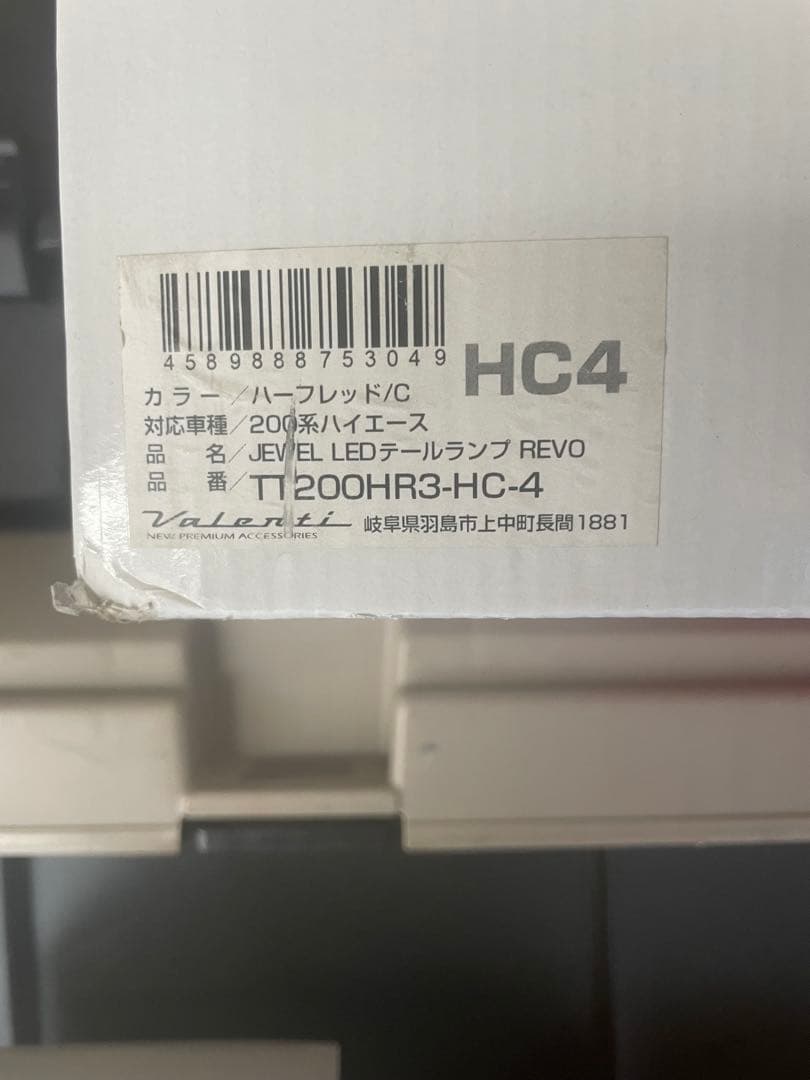 4589888753049
HC4
カラー/ハーフレッド/C
対応車種/200系ハイエース
品 名/JEWEL LEDテールランプ REVO
品 番/TT200HR3-HC-4
Valenti 岐阜県羽島市上中町長間1881
NEW PREMIUM ACCESSORIES